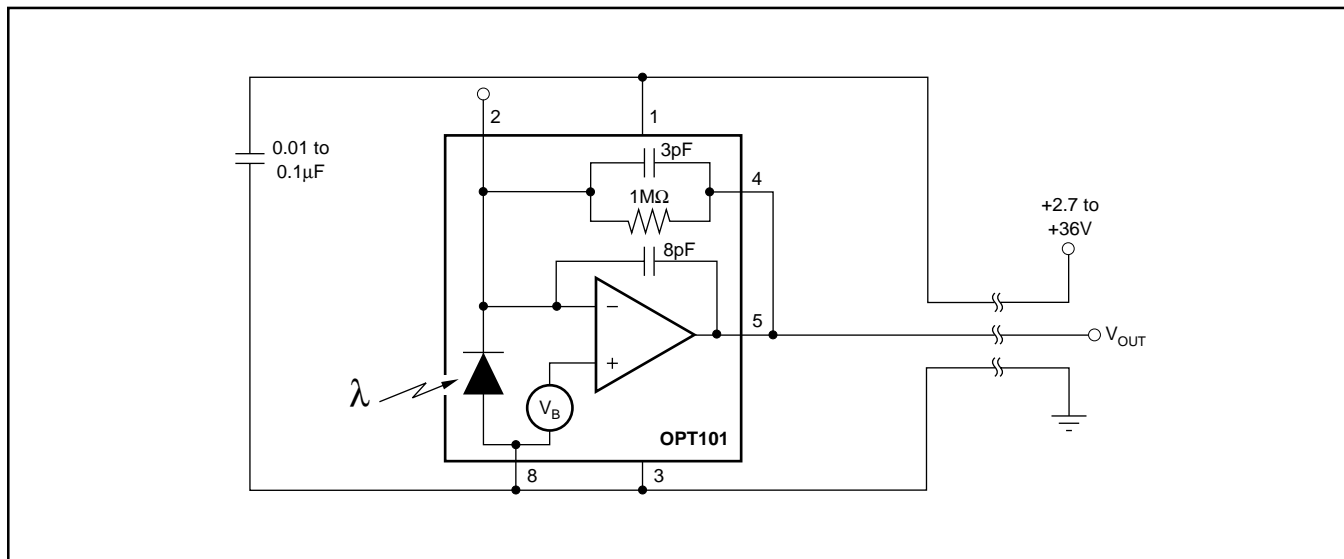 2
1
0.01 to
0.1μF
3pF
4
1MΩ
8pF
+2.7 to
+36V
–
5
V_OUT
+
λ
V_B
OPT101
8
3